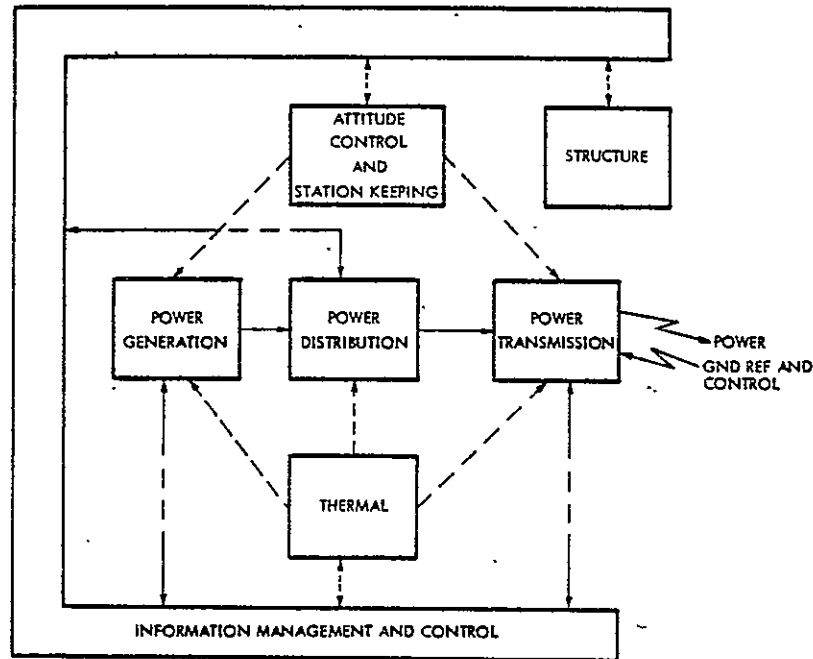 ATTITUDE
CONTROL
AND
STATION KEEPING
STRUCTURE
POWER
GENERATION
POWER
DISTRIBUTION
POWER
TRANSMISSION
POWER
GND REF AND
CONTROL
THERMAL
INFORMATION MANAGEMENT AND CONTROL